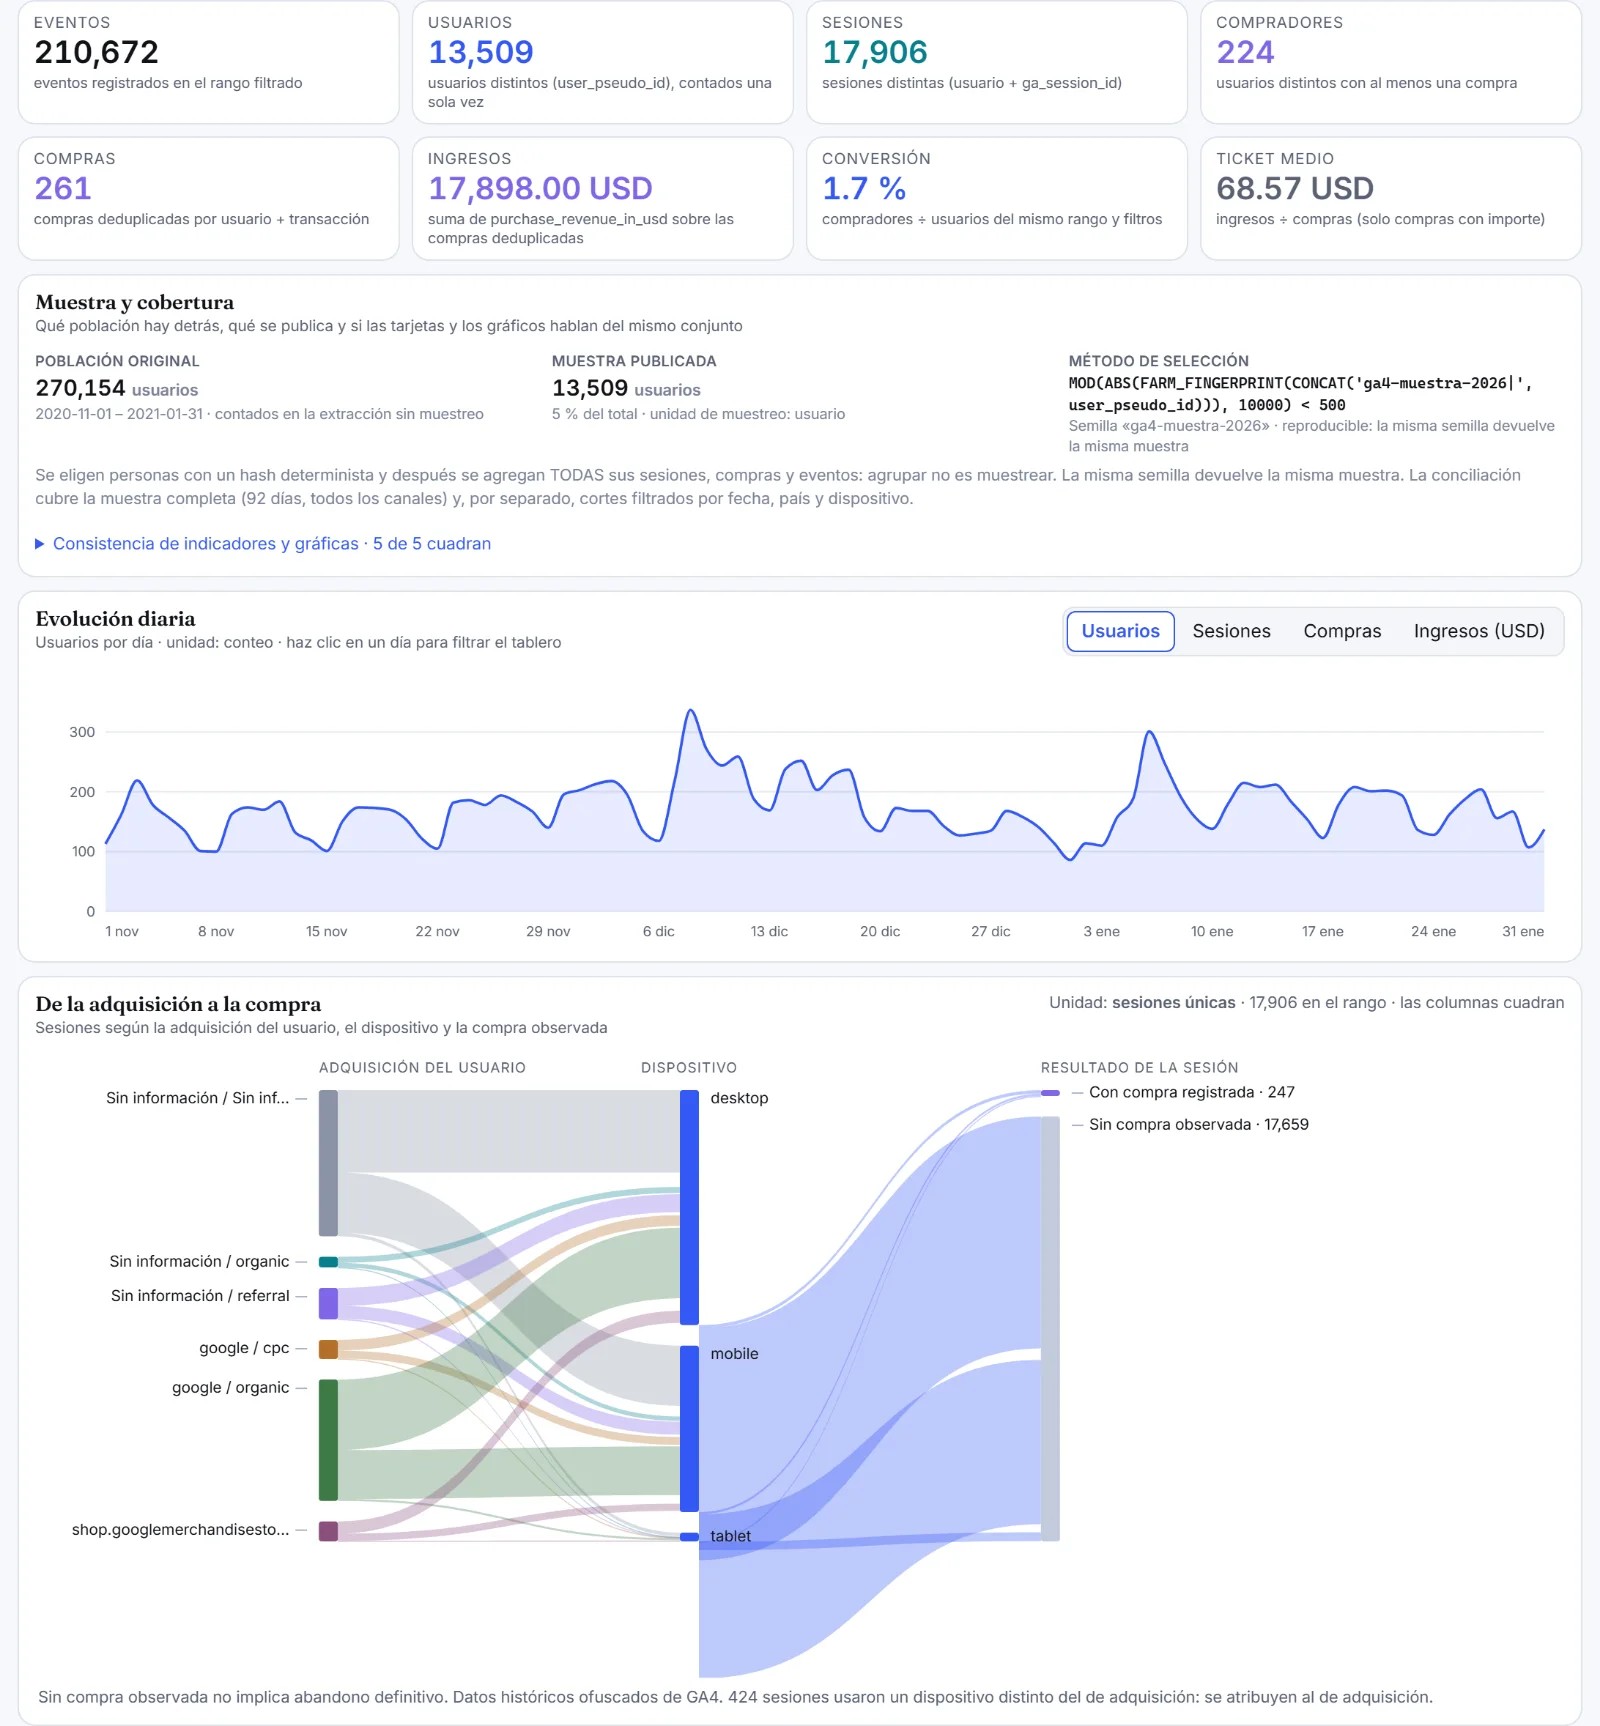 EVENTOS
210,672
eventos registrados en el rango filtrado
USUARIOS
13,509
usuarios distintos (user_pseudo_id), contados una
sola vez
SESIONES
17,906
sesiones distintas (usuario + ga_session_id)
COMPRADORES
224
usuarios distintos con al menos una compra
COMPRAS
261
compras deduplicadas por usuario + transacción
INGRESOS
17,898.00 USD
suma de purchase_revenue_in_usd sobre las
compras deduplicadas
CONVERSIÓN
1.7 %
compradores ÷ usuarios del mismo rango y filtros
TICKET MEDIO
68.57 USD
ingresos ÷ compras (solo compras con importe)
Muestra y cobertura
Qué población hay detrás, qué se publica y si las tarjetas y los gráficos hablan del mismo conjunto
POBLACIÓN ORIGINAL
270,154 usuarios
2020-11-01 – 2021-01-31 · contados en la extracción sin muestreo
MUESTRA PUBLICADA
13,509 usuarios
5 % del total · unidad de muestreo: usuario
MÉTODO DE SELECCIÓN
MOD(ABS(FARM_FINGERPRINT(CONCAT('ga4-muestra-2026|',
user_pseudo_id))), 10000) < 500
Semilla «ga4-muestra-2026» · reproducible: la misma semilla devuelve
la misma muestra
Se eligen personas con un hash determinista y después se agregan TODAS sus sesiones, compras y eventos: agrupar no es muestrear. La misma semilla devuelve la misma muestra. La conciliación
cubre la muestra completa (92 días, todos los canales) y, por separado, cortes filtrados por fecha, país y dispositivo.
▶ Consistencia de indicadores y gráficas · 5 de 5 cuadran
Evolución diaria
Usuarios por día · unidad: conteo · haz clic en un día para filtrar el tablero
Usuarios Sesiones Compras Ingresos (USD)
300
200
100
0
1 nov 8 nov 15 nov 22 nov 29 nov 6 dic 13 dic 20 dic 27 dic 3 ene 10 ene 17 ene 24 ene 31 ene
De la adquisición a la compra
Unidad: sesiones únicas · 17,906 en el rango · las columnas cuadran
Sesiones según la adquisición del usuario, el dispositivo y la compra observada
ADQUISICIÓN DEL USUARIO
DISPOSITIVO
RESULTADO DE LA SESIÓN
Sin información / Sin inf...
Sin información / organic
Sin información / referral
google / cpc
google / organic
shop.googlemerchandisesto...
desktop
mobile
tablet
Con compra registrada · 247
Sin compra observada · 17,659
Sin compra observada no implica abandono definitivo. Datos históricos ofuscados de GA4. 424 sesiones usaron un dispositivo distinto del de adquisición: se atribuyen al de adquisición.